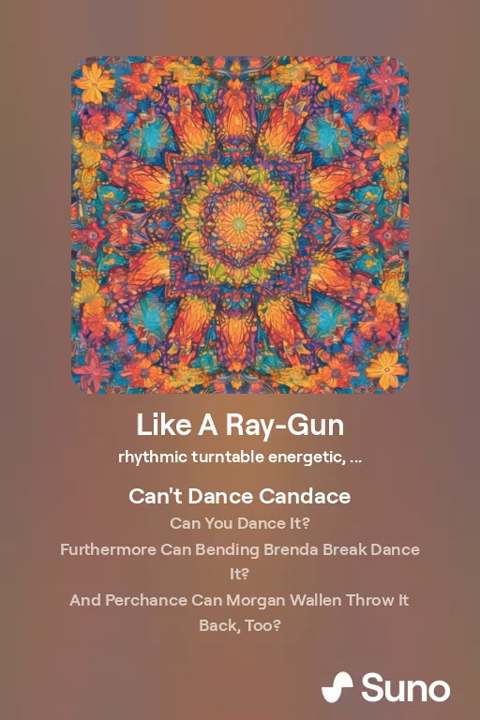 Like A Ray-Gun
rhythmic turntable energetic, ...
Can't Dance Candace
Can You Dance It?
Furthermore Can Bending Brenda Break Dance
It?
And Perchance Can Morgan Wallen Throw It
Back, Too?
Suno